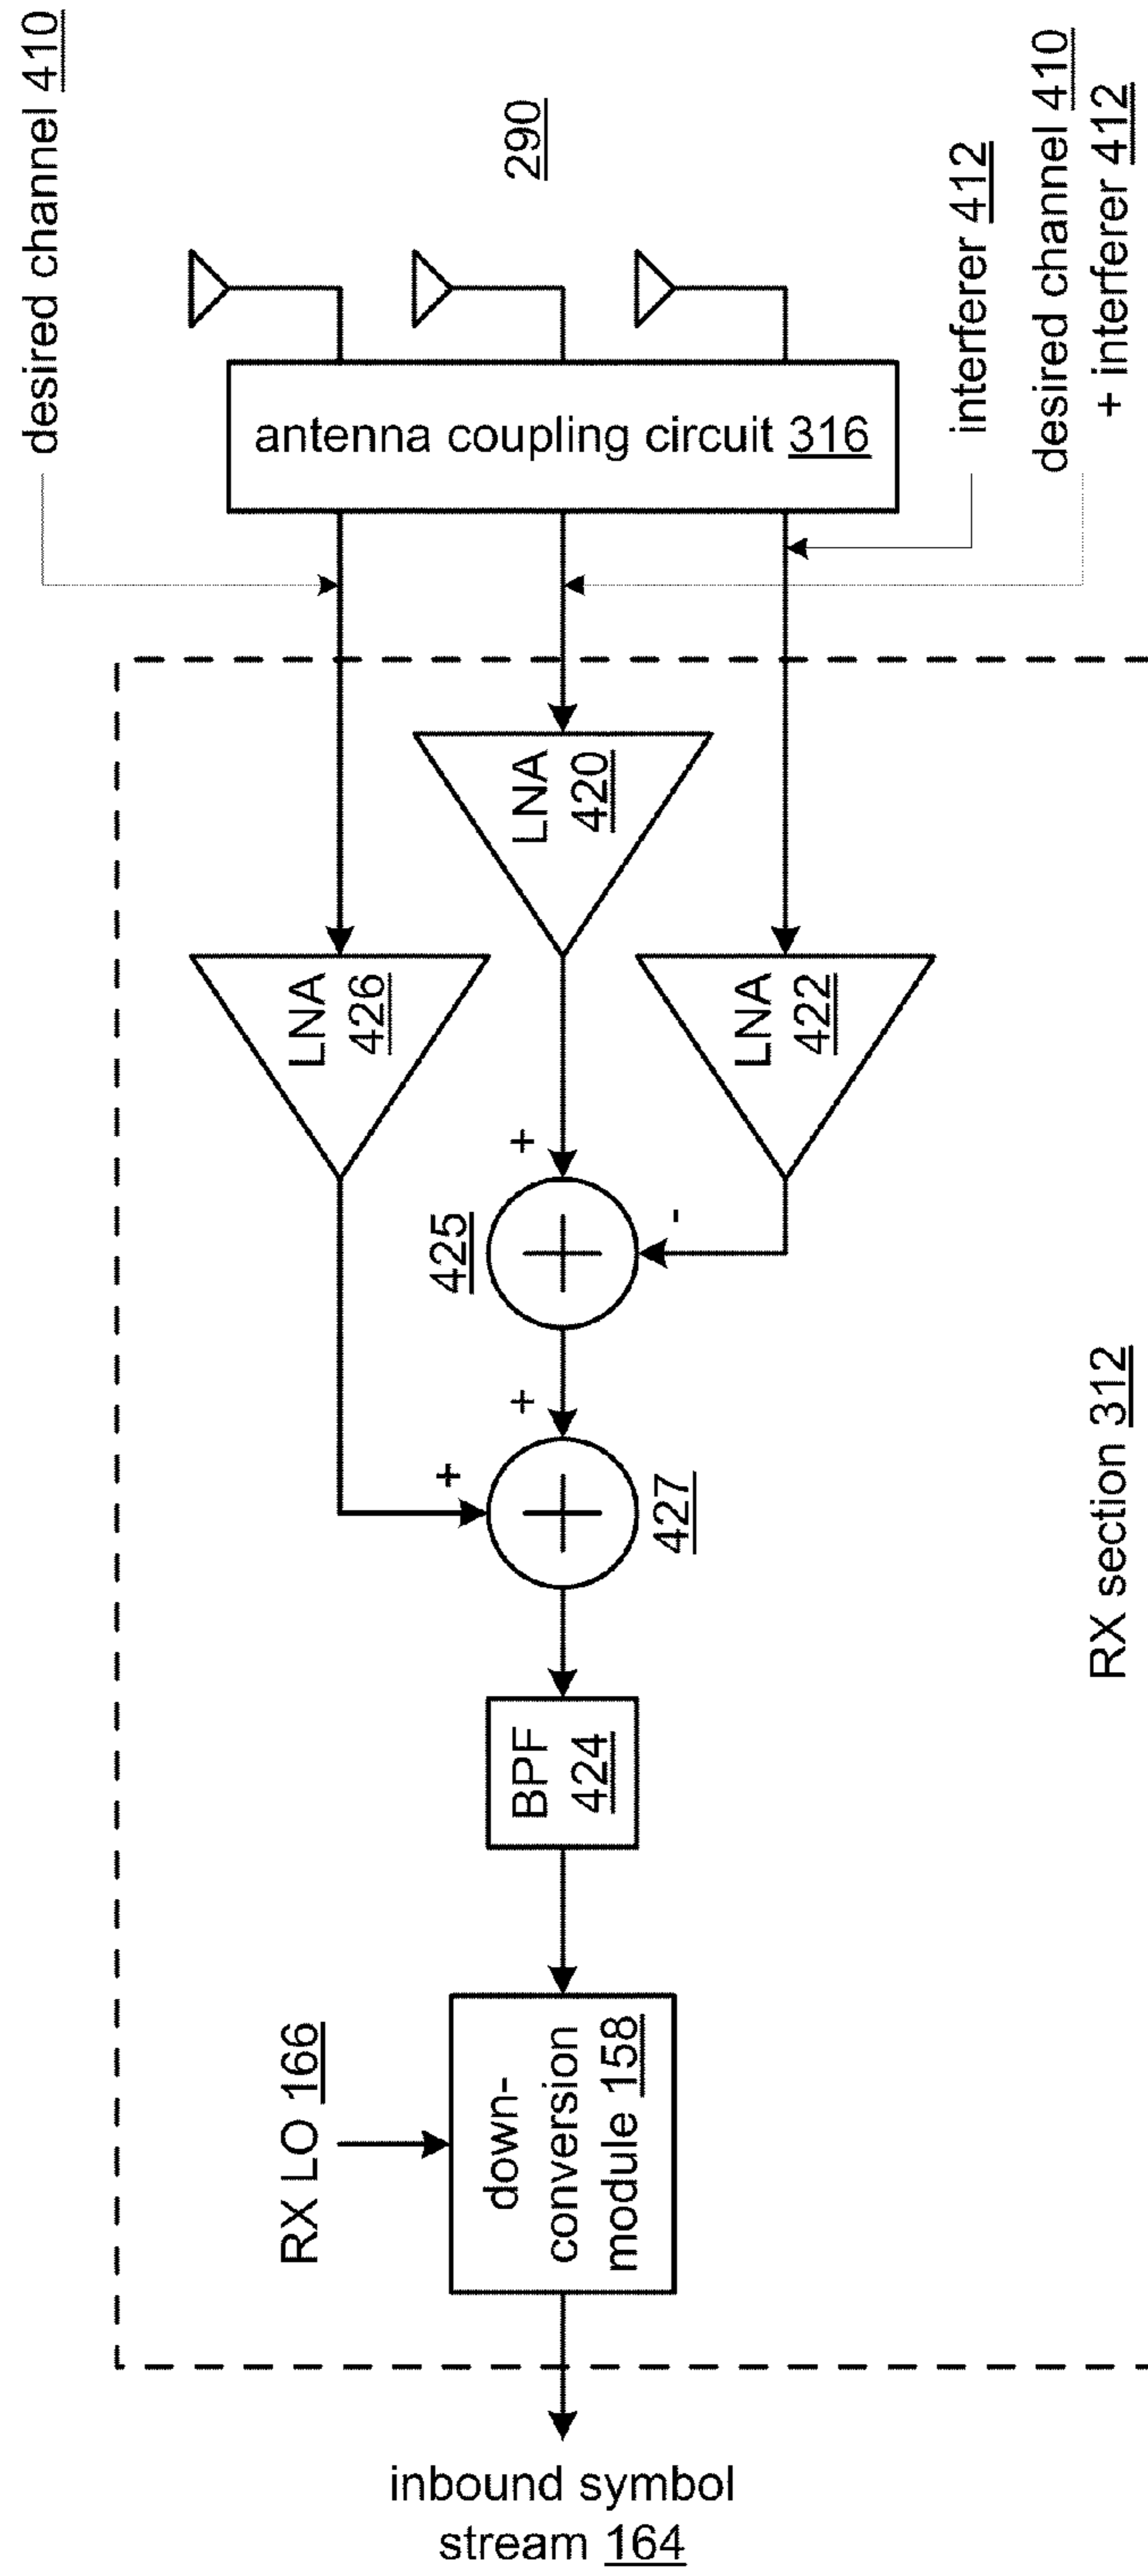 desired channel 410
290
antenna coupling circuit 316
interferer 412
desired channel 410
+ interferer 412
LNA
426
LNA
420
LNA
422
+
-
425
+
+
427
BPF
424
RX LO 166
down-
conversion
module 158
RX section 312
inbound symbol
stream 164